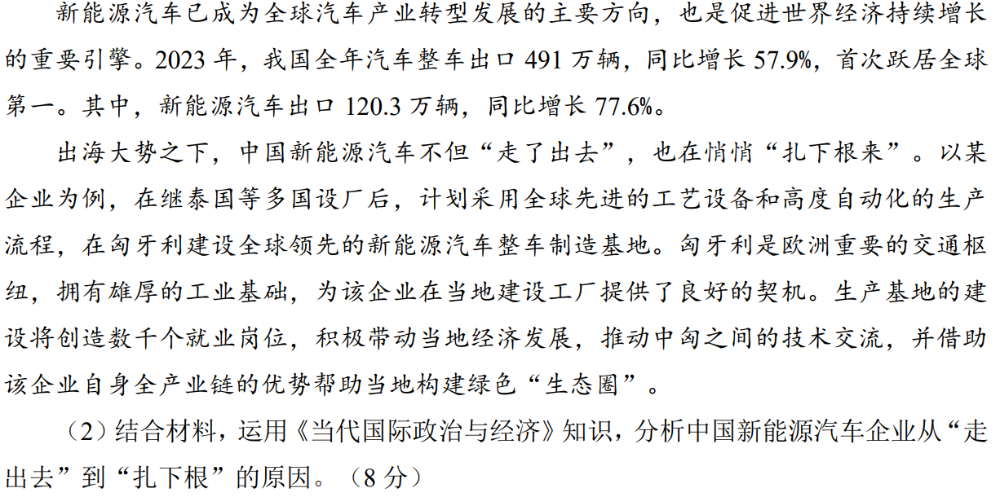 新能源汽车已成为全球汽车产业转型发展的主要方向，也是促进世界经济持续增长
的重要引擎。2023 年，我国全年汽车整车出口 491 万辆，同比增长 57.9%，首次跃居全球
第一。其中，新能源汽车出口 120.3 万辆，同比增长 77.6%。
出海大势之下，中国新能源汽车不但“走了出去”，也在悄悄“扎下根来”。以某
企业为例，在继泰国等多国设厂后，计划采用全球先进的工艺设备和高度自动化的生产
流程，在匈牙利建设全球领先的新能源汽车整车制造基地。匈牙利是欧洲重要的交通枢
纽，拥有雄厚的工业基础，为该企业在当地建设工厂提供了良好的契机。生产基地的建
设将创造数千个就业岗位，积极带动当地经济发展，推动中匈之间的技术交流，并借助
该企业自身全产业链的优势帮助当地构建绿色“生态圈”。
（2）结合材料，运用《当代国际政治与经济》知识，分析中国新能源汽车企业从“走
出去”到“扎下根”的原因。（8 分）